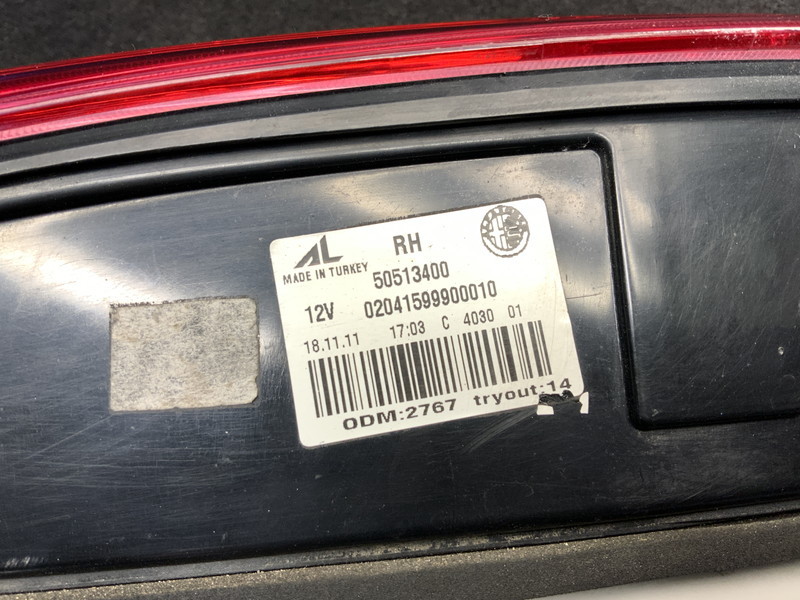 AL RH
MADE IN TURKEY 50513400
12V 02041599900010
18.11.11 17:03 C 4030 01
ODM:2767 tryout:14